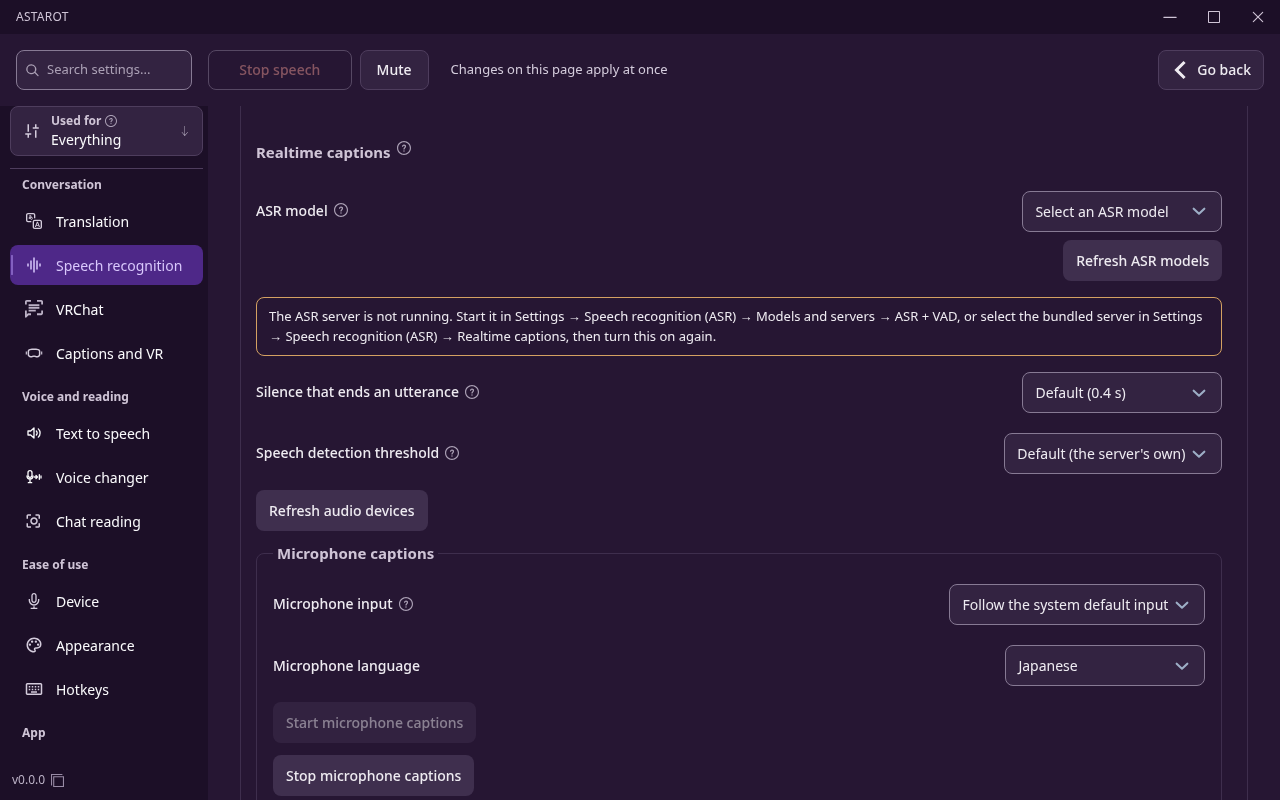 ASTAROT
Search settings...
Stop speech
Mute
Changes on this page apply at once
Go back
Used for
Everything
Conversation
Translation
Speech recognition
VRChat
Captions and VR
Voice and reading
Text to speech
Voice changer
Chat reading
Ease of use
Device
Appearance
Hotkeys
App
v0.0.0
Realtime captions
ASR model
Select an ASR model
Refresh ASR models
The ASR server is not running. Start it in Settings → Speech recognition (ASR) → Models and servers → ASR + VAD, or select the bundled server in Settings
→ Speech recognition (ASR) → Realtime captions, then turn this on again.
Silence that ends an utterance
Default (0.4 s)
Speech detection threshold
Default (the server's own)
Refresh audio devices
Microphone captions
Microphone input
Follow the system default input
Microphone language
Japanese
Start microphone captions
Stop microphone captions